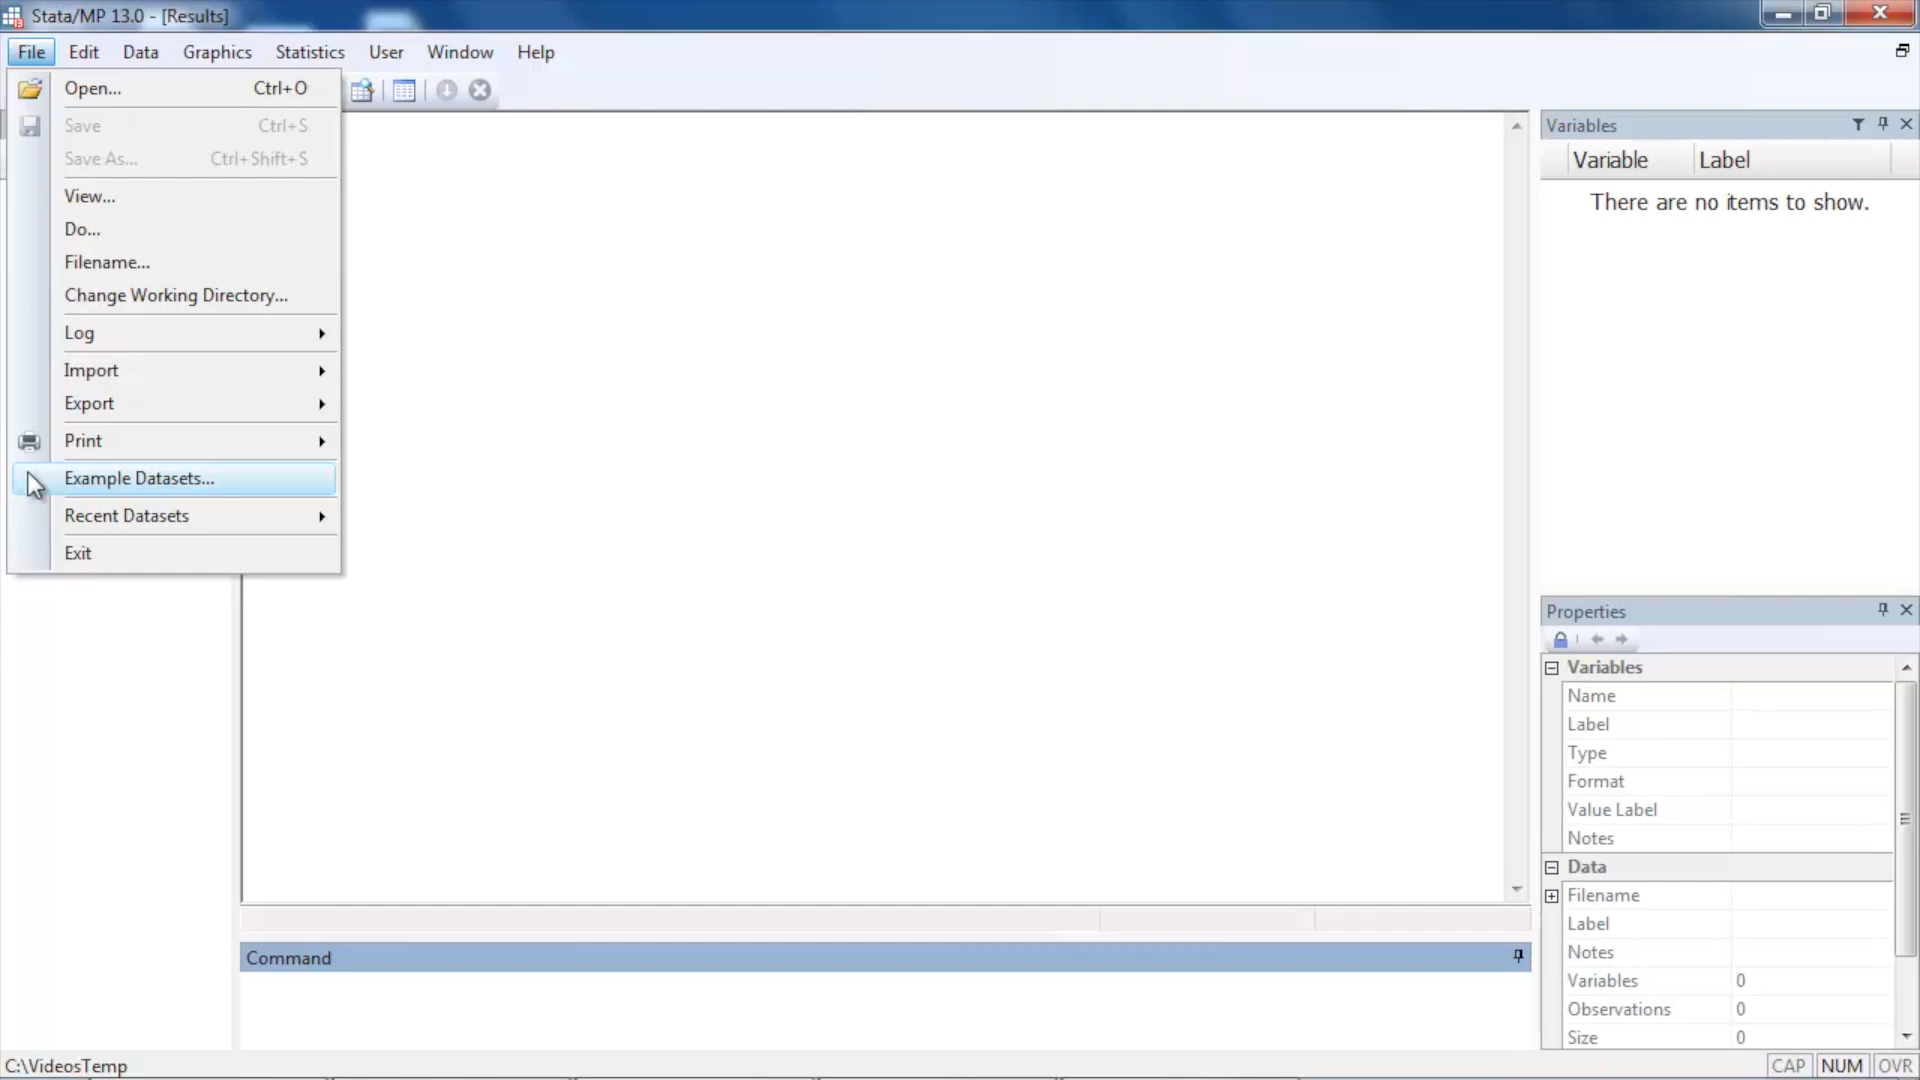 Stata/MP 13.0 - [Results]
File Edit Data Graphics Statistics User Window Help
Open... Ctrl+O
Save Ctrl+S
Save As... Ctrl+Shift+S
View...
Do...
Filename...
Change Working Directory...
Log
Import
Export
Print
Example Datasets...
Recent Datasets
Exit
Variables
Variable Label
There are no items to show.
Properties
Variables
Name
Label
Type
Format
Value Label
Notes
Data
Filename
Label
Notes
Variables 0
Observations 0
Size 0
Command
C:\VideosTemp
CAP NUM OVR